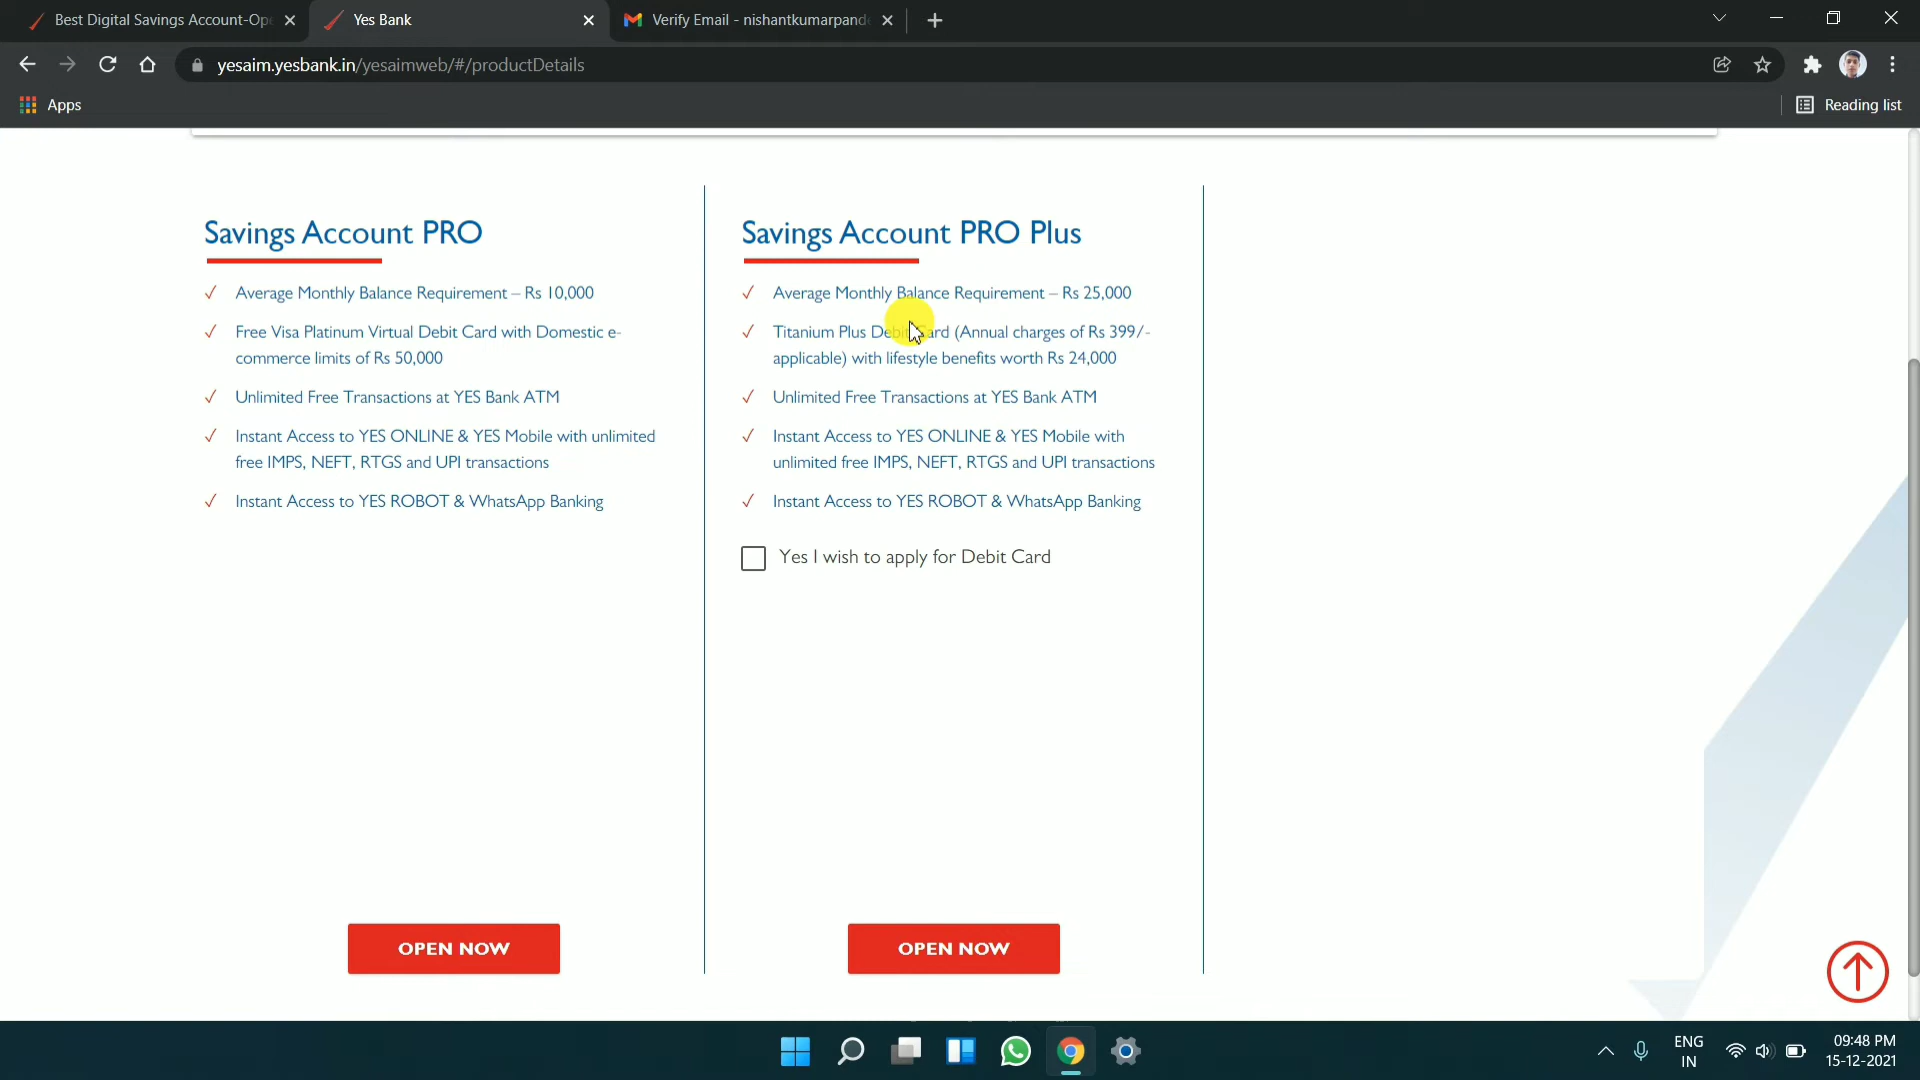 Best Digital Savings Account-Ope
Yes Bank
Verify Email - nishantkumarpande
yesaim.yesbank.in/yesaimweb/#/productDetails
Apps
Reading list
Savings Account PRO
✓ Average Monthly Balance Requirement – Rs 10,000
✓ Free Visa Platinum Virtual Debit Card with Domestic e-
commerce limits of Rs 50,000
✓ Unlimited Free Transactions at YES Bank ATM
✓ Instant Access to YES ONLINE & YES Mobile with unlimited
free IMPS, NEFT, RTGS and UPI transactions
✓ Instant Access to YES ROBOT & WhatsApp Banking
OPEN NOW
Savings Account PRO Plus
✓ Average Monthly Balance Requirement – Rs 25,000
✓ Titanium Plus Debit Card (Annual charges of Rs 399/-
applicable) with lifestyle benefits worth Rs 24,000
✓ Unlimited Free Transactions at YES Bank ATM
✓ Instant Access to YES ONLINE & YES Mobile with
unlimited free IMPS, NEFT, RTGS and UPI transactions
✓ Instant Access to YES ROBOT & WhatsApp Banking
Yes I wish to apply for Debit Card
OPEN NOW
ENG
IN
09:48 PM
15-12-2021